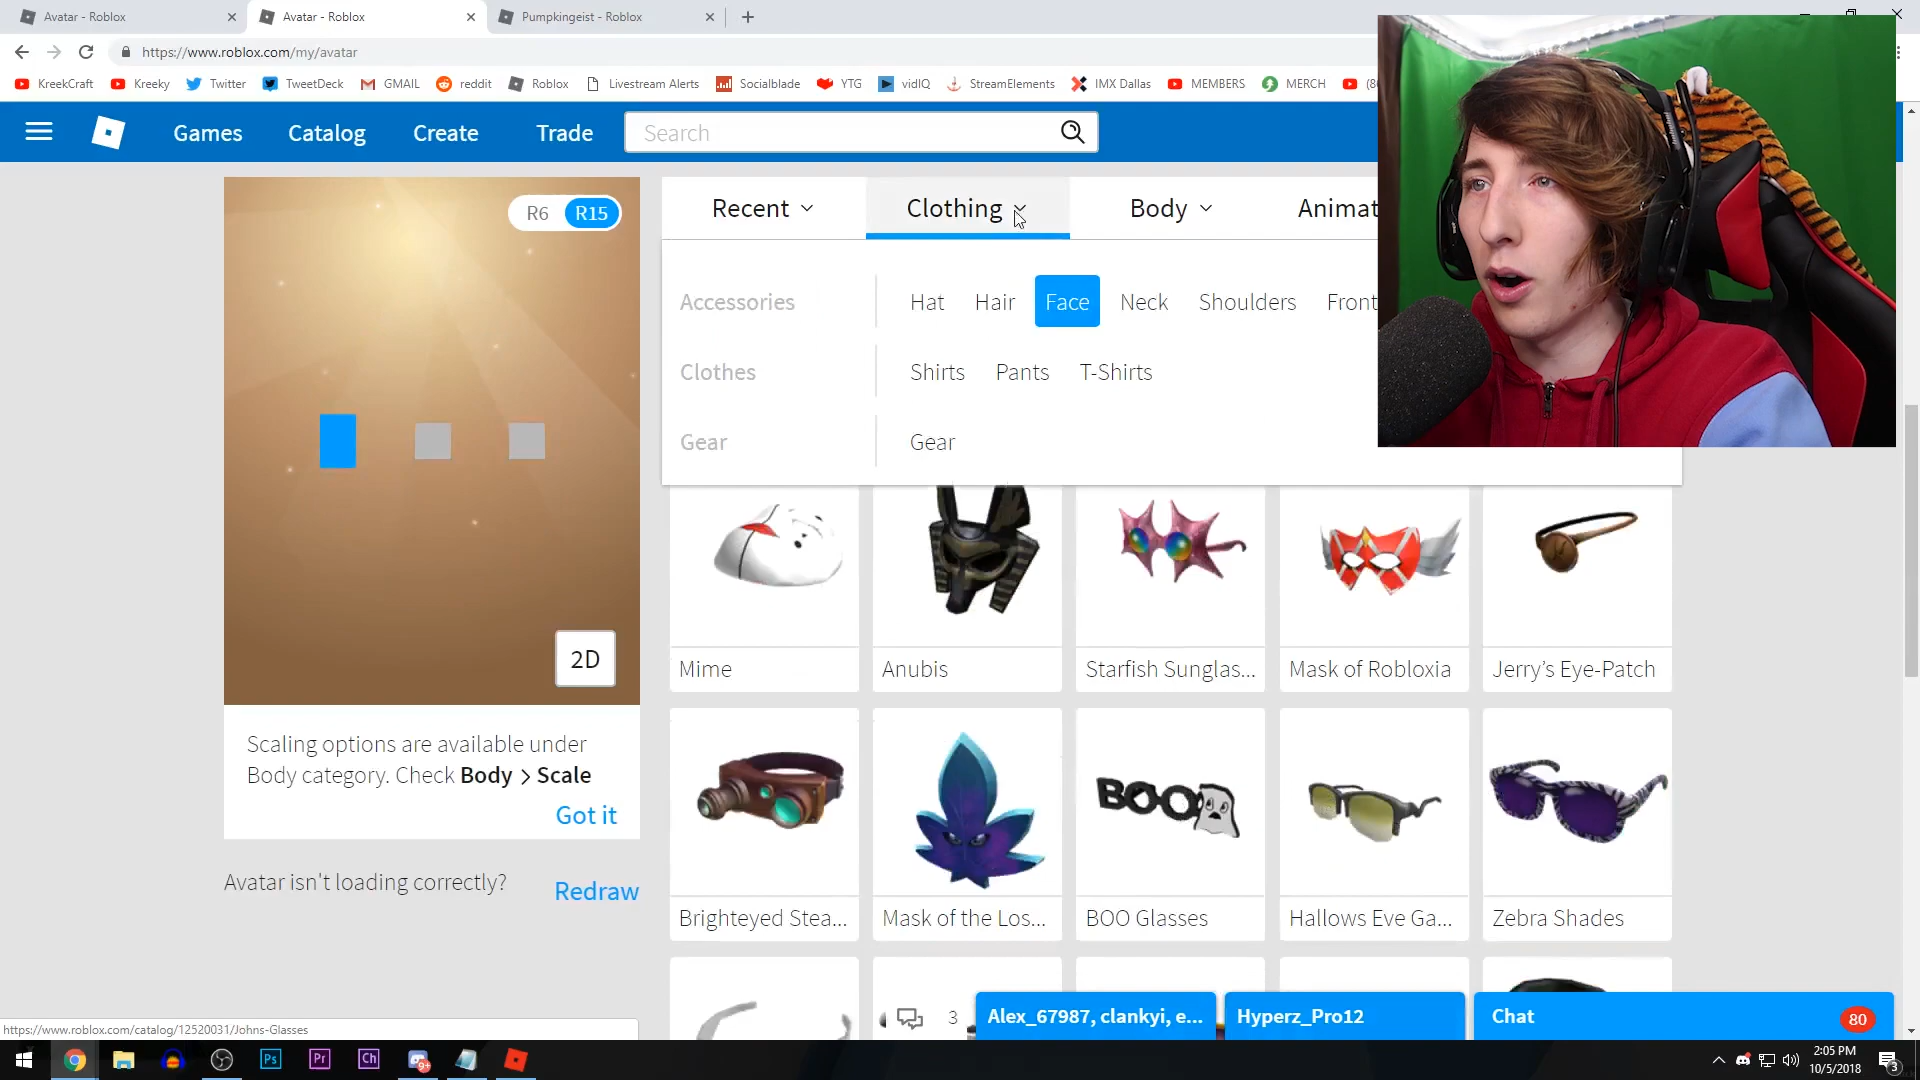 Avatar - Roblox
Avatar - Roblox
Pumpkingeist - Roblox
https://www.roblox.com/my/avatar
KreekCraft Kreeky Twitter TweetDeck GMAIL reddit Roblox Livestream Alerts Socialblade YTG vidIQ StreamElements IMX Dallas MEMBERS MERCH
Games Catalog Create Trade Search
R6 R15
Recent Clothing Body Animat
Accessories Hat Hair Face Neck Shoulders Front
Clothes Shirts Pants T-Shirts
Gear Gear
2D
Mime Anubis Starfish Sunglas... Mask of Robloxia Jerry's Eye-Patch
Scaling options are available under
Body category. Check Body > Scale
Got it
BOO
Avatar isn't loading correctly? Redraw
Brighteyed Stea... Mask of the Los... BOO Glasses Hallows Eve Ga... Zebra Shades
3 Alex_67987, clankyi, e... Hyperz_Pro12 Chat 80
https://www.roblox.com/catalog/12520031/Johns-Glasses
Ps Pr Ch
2:05 PM
10/5/2018
3